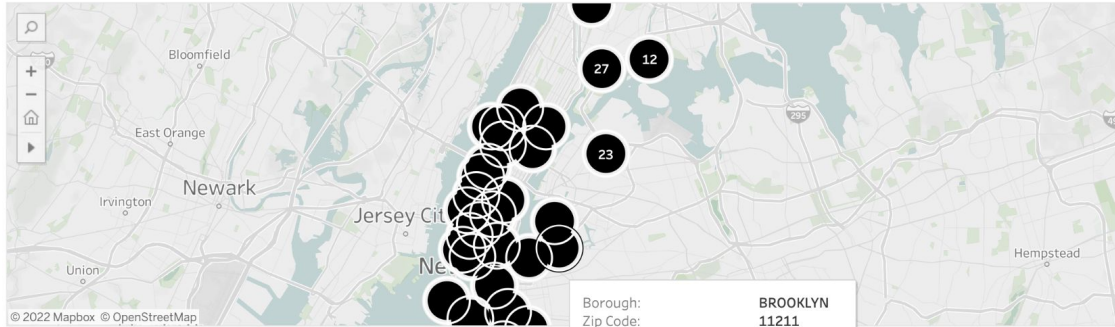 Bloomfield
12
27
295
East Orange
23
Newark
Irvington
Jersey Cit
Hempstead
Ne
Union
Borough: BROOKLYN
Zip Code: 11211
© 2022 Mapbox © OpenStreetMap